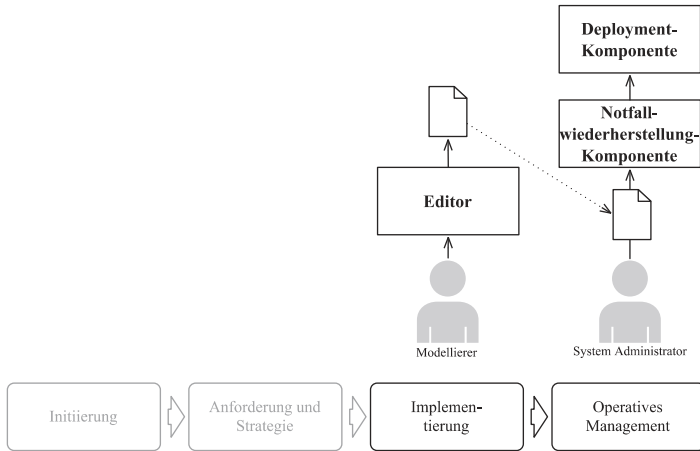 Deployment-
Komponente
Notfall-
wiederherstellung-
Komponente
Editor
Modellierer
System Administrator
Initiierung
Anforderung und
Strategie
Implemen-
tierung
Operatives
Management